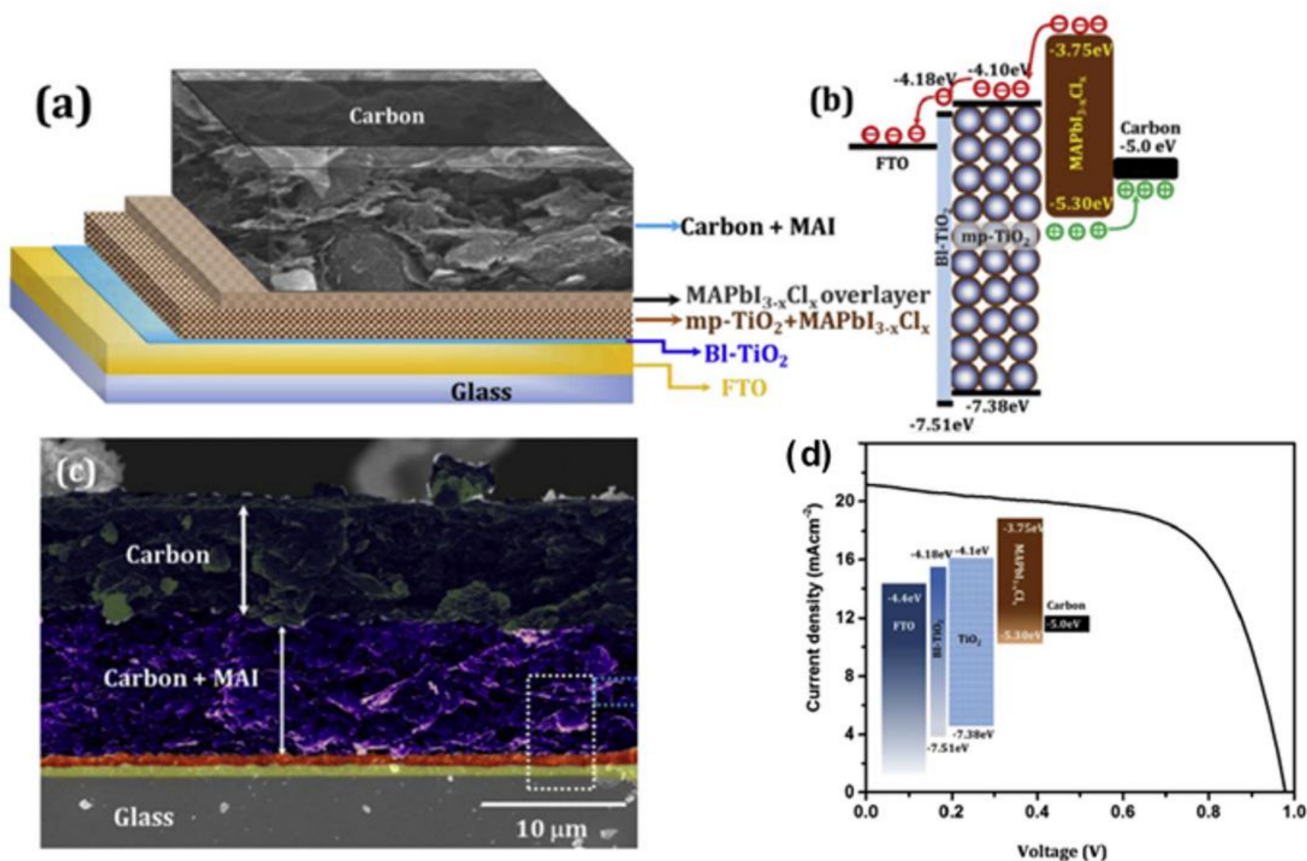 (a)
Carbon
Carbon + MAI
MAPbI3-xClx overlayer
mp-TiO2+MAPbI3-xClx
Bl-TiO2
FTO
Glass
(b)
-3.75eV
-4.10eV
-4.18eV
MAPbI3-xClx
Carbon
-5.0 eV
FTO
-5.30eV
Bl-TiO2
mp-TiO2
-7.38eV
-7.51eV
(c)
Carbon
Carbon + MAI
Glass
10 μm
(d)
Current density (mAcm-2)
20
16
12
8
4
0
-3.75eV
-4.18eV
-4.1eV
MAPbI3-xClx
-4.4eV
FTO
Bl-TiO2
TiO2
Carbon
-5.0eV
-5.30eV
-7.38eV
-7.51eV
0.0 0.2 0.4 0.6 0.8 1.0
Voltage (V)